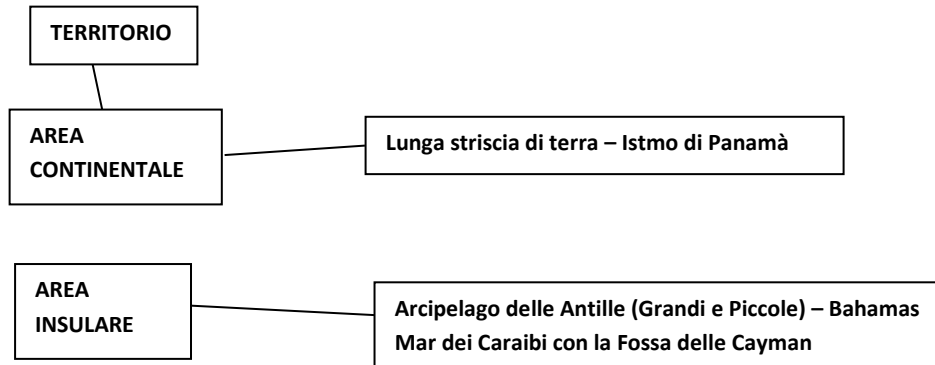 TERRITORIO
AREA
CONTINENTALE
Lunga striscia di terra – Istmo di Panamà
AREA
INSULARE
Arcipelago delle Antille (Grandi e Piccole) – Bahamas
Mar dei Caraibi con la Fossa delle Cayman